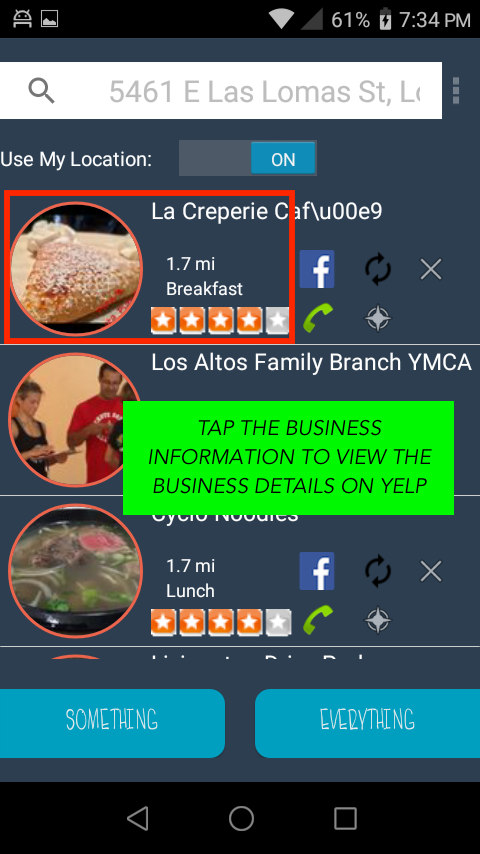 61% 7:34 PM
5461 E Las Lomas St, Lo
Use My Location: ON
La Creperie Caf\u00e9
1.7 mi
Breakfast
Los Altos Family Branch YMCA
TAP THE BUSINESS
INFORMATION TO VIEW THE
BUSINESS DETAILS ON YELP
Cyclo Noodles
1.7 mi
Lunch
SOMETHING
EVERYTHING